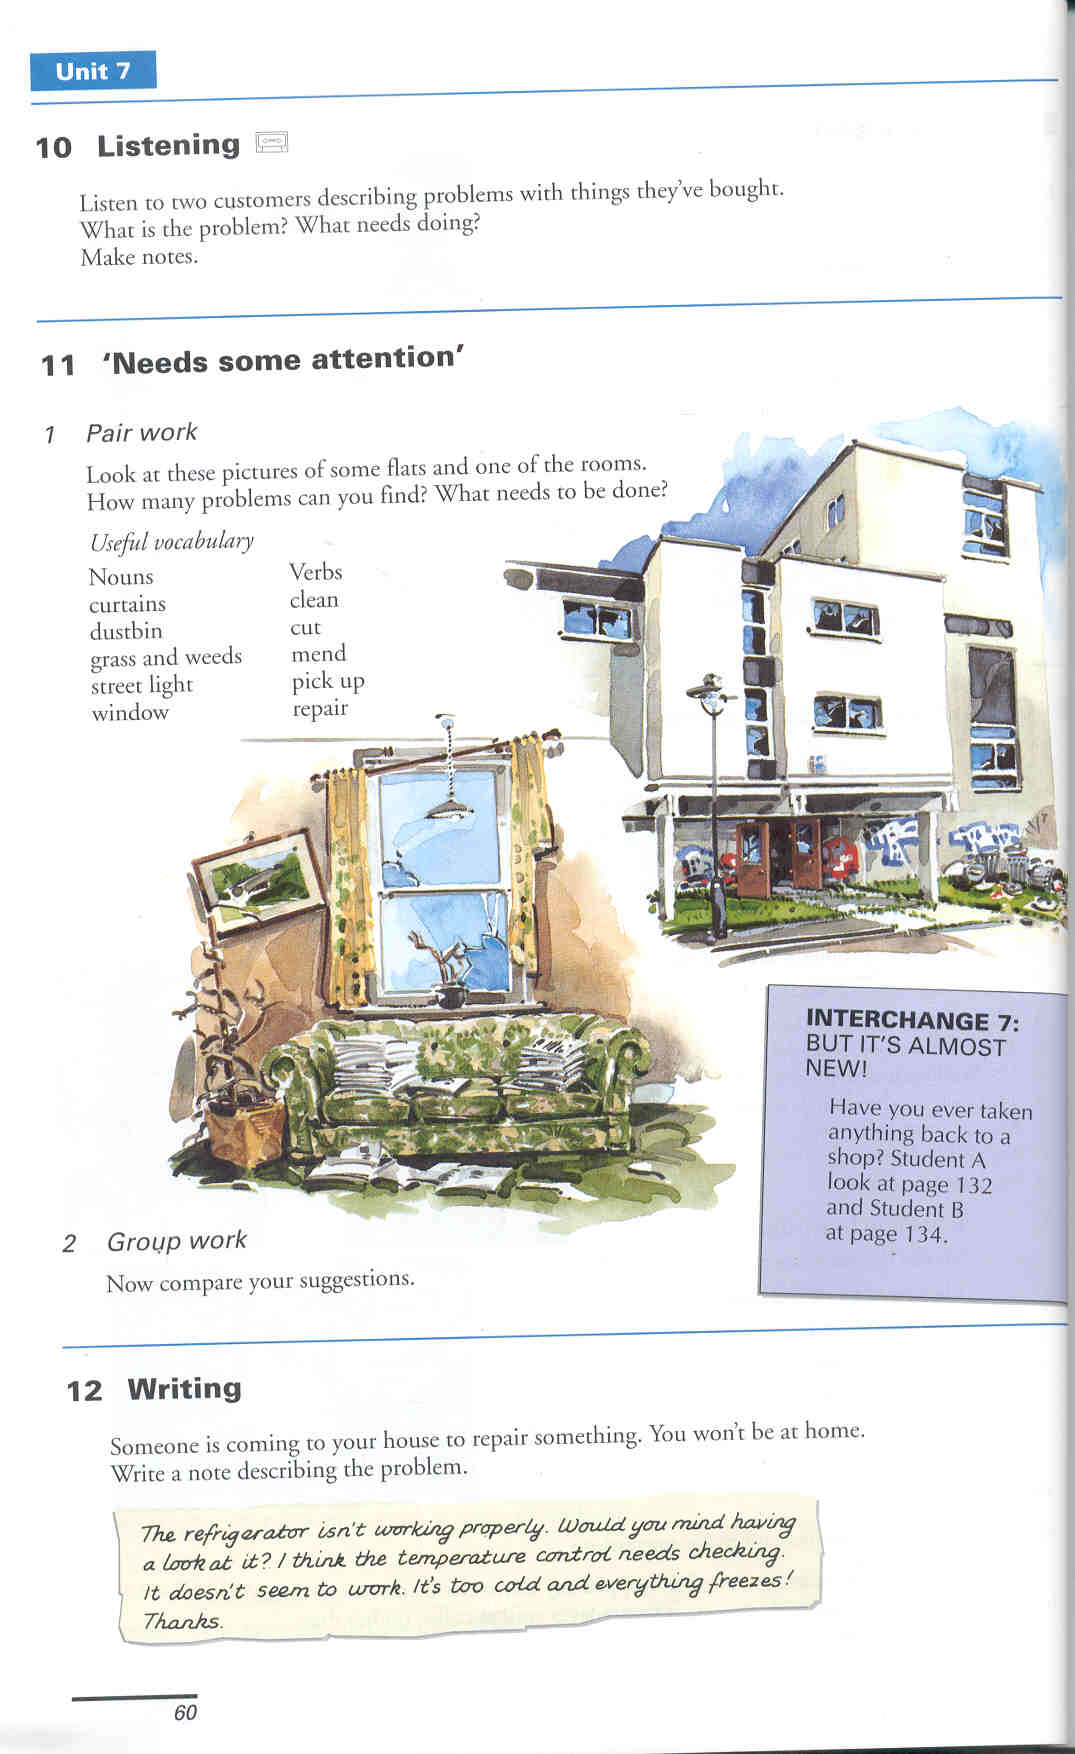 Unit 7
10 Listening
Listen to two customers describing problems with things they've bought.
What is the problem? What needs doing?
Make notes.
11 'Needs some attention'
1 Pair work
Look at these pictures of some flats and one of the rooms.
How many problems can you find? What needs to be done?
Useful vocabulary
Nouns Verbs
curtains clean
dustbin cut
grass and weeds mend
street light pick up
window repair
INTERCHANGE 7:
BUT IT'S ALMOST
NEW!
Have you ever taken
anything back to a
shop? Student A
look at page 132
and Student B
at page 134.
2 Group work
Now compare your suggestions.
12 Writing
Someone is coming to your house to repair something. You won't be at home.
Write a note describing the problem.
The refrigerator isn't working properly. Would you mind having
a look at it? I think the temperature control needs checking.
It doesn't seem to work. It's too cold and everything freezes!
Thanks.
60